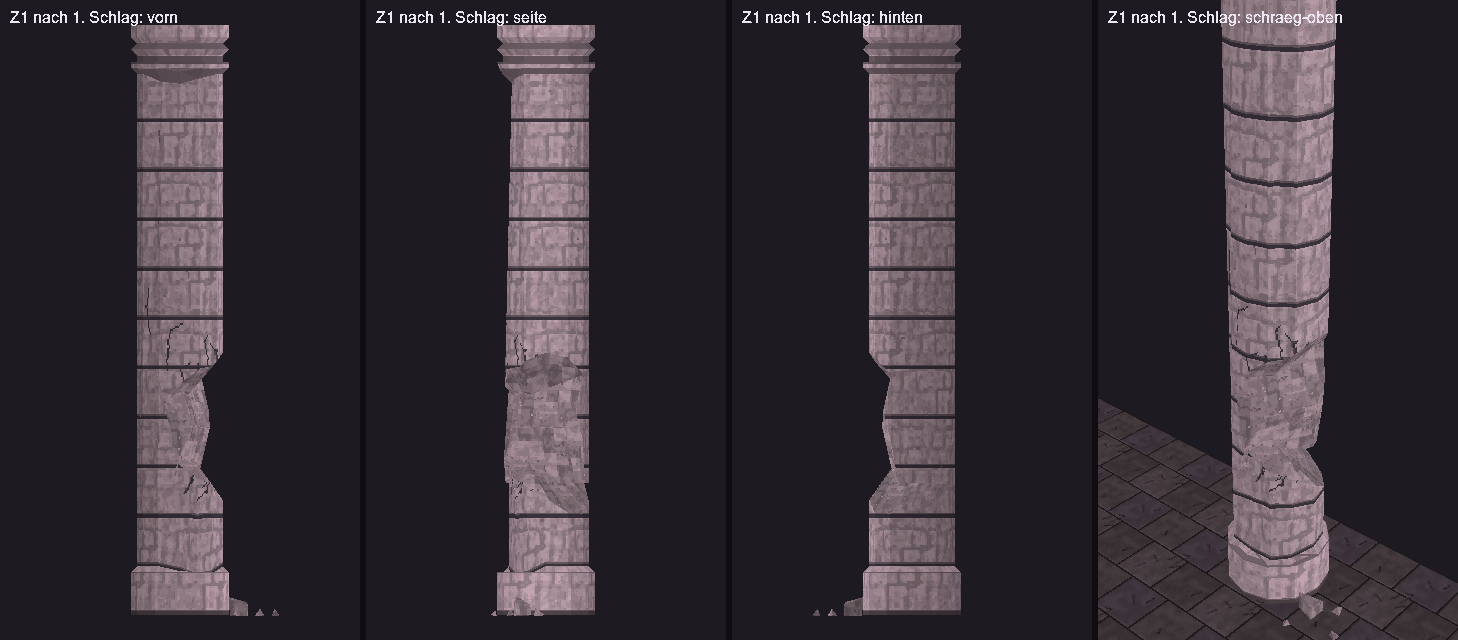 Z1 nach 1. Schlag: vorn
Z1 nach 1. Schlag: seite
Z1 nach 1. Schlag: hinten
Z1 nach 1. Schlag: schraeg-oben